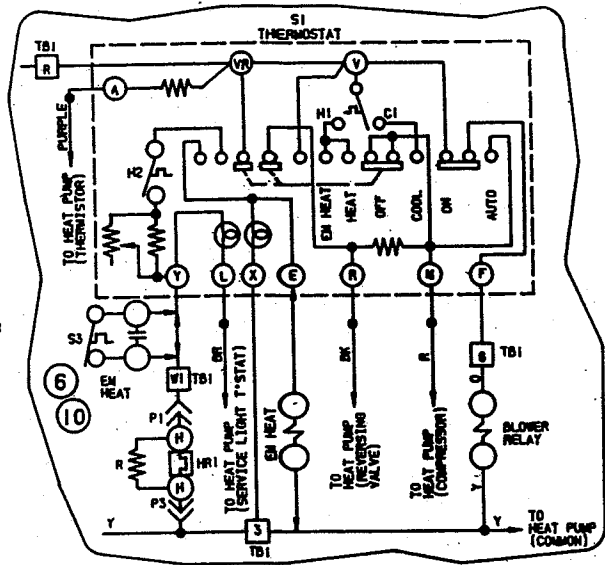 S1
THERMOSTAT
TB1
R
VR
V
A
H1
C1
PURPLE
TO HEAT PUMP
(THERMISTOR)
H2
EM HEAT
HEAT
OFF
COOL
ON
AUTO
Y
L
X
E
R
M
F
S3
EM
HEAT
W1
TB1
6
10
BR
BK
R
6
TB1
O
P1
H
R
HR1
H
P3
TO HEAT PUMP
(SERVICE LIGHT T'STAT)
EM HEAT
TO
HEAT PUMP
(REVERSING
VALVE)
TO
HEAT PUMP
(COMPRESSOR)
BLOWER
RELAY
Y
Y
3
TB1
Y
TO
HEAT PUMP
(COMMON)